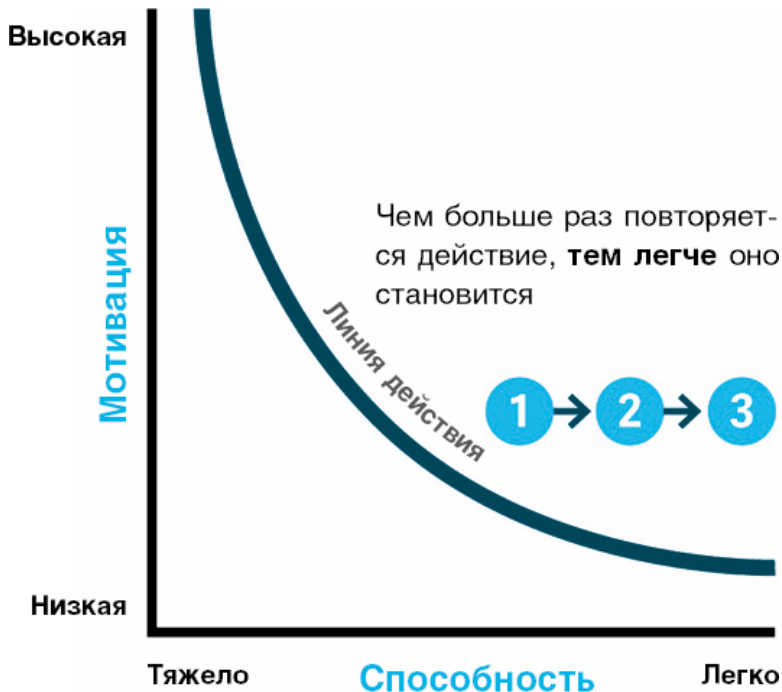 Высокая
Чем больше раз повторяет-
ся действие, тем легче оно
становится
Мотивация
Линия действия
1 2 3
Низкая
Тяжело Способность Легко